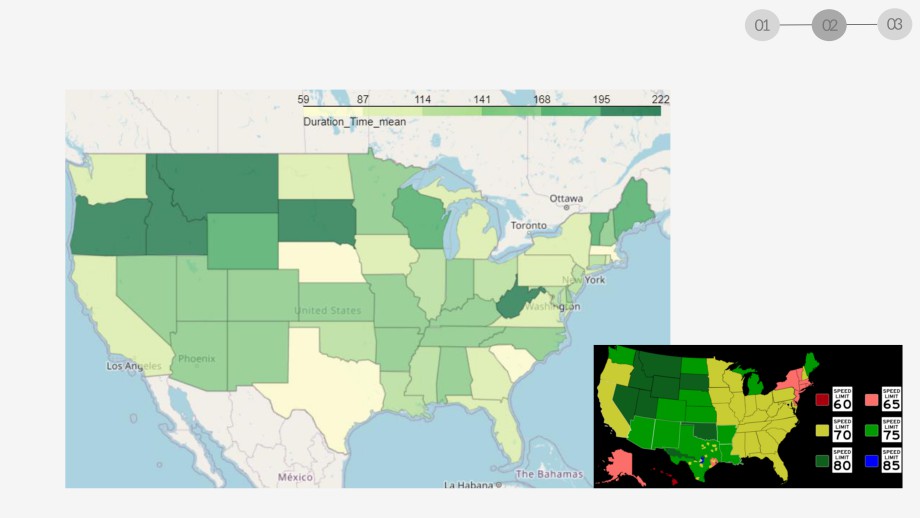 01 02 03
59 87 114 141 168 195 222
Duration_Time_mean
Ottawa
Toronto
New York
United States
Washington
Los Angeles
Phoenix
México
The Bahamas
La Habana
SPEED LIMIT 60
SPEED LIMIT 65
SPEED LIMIT 70
SPEED LIMIT 75
SPEED LIMIT 80
SPEED LIMIT 85